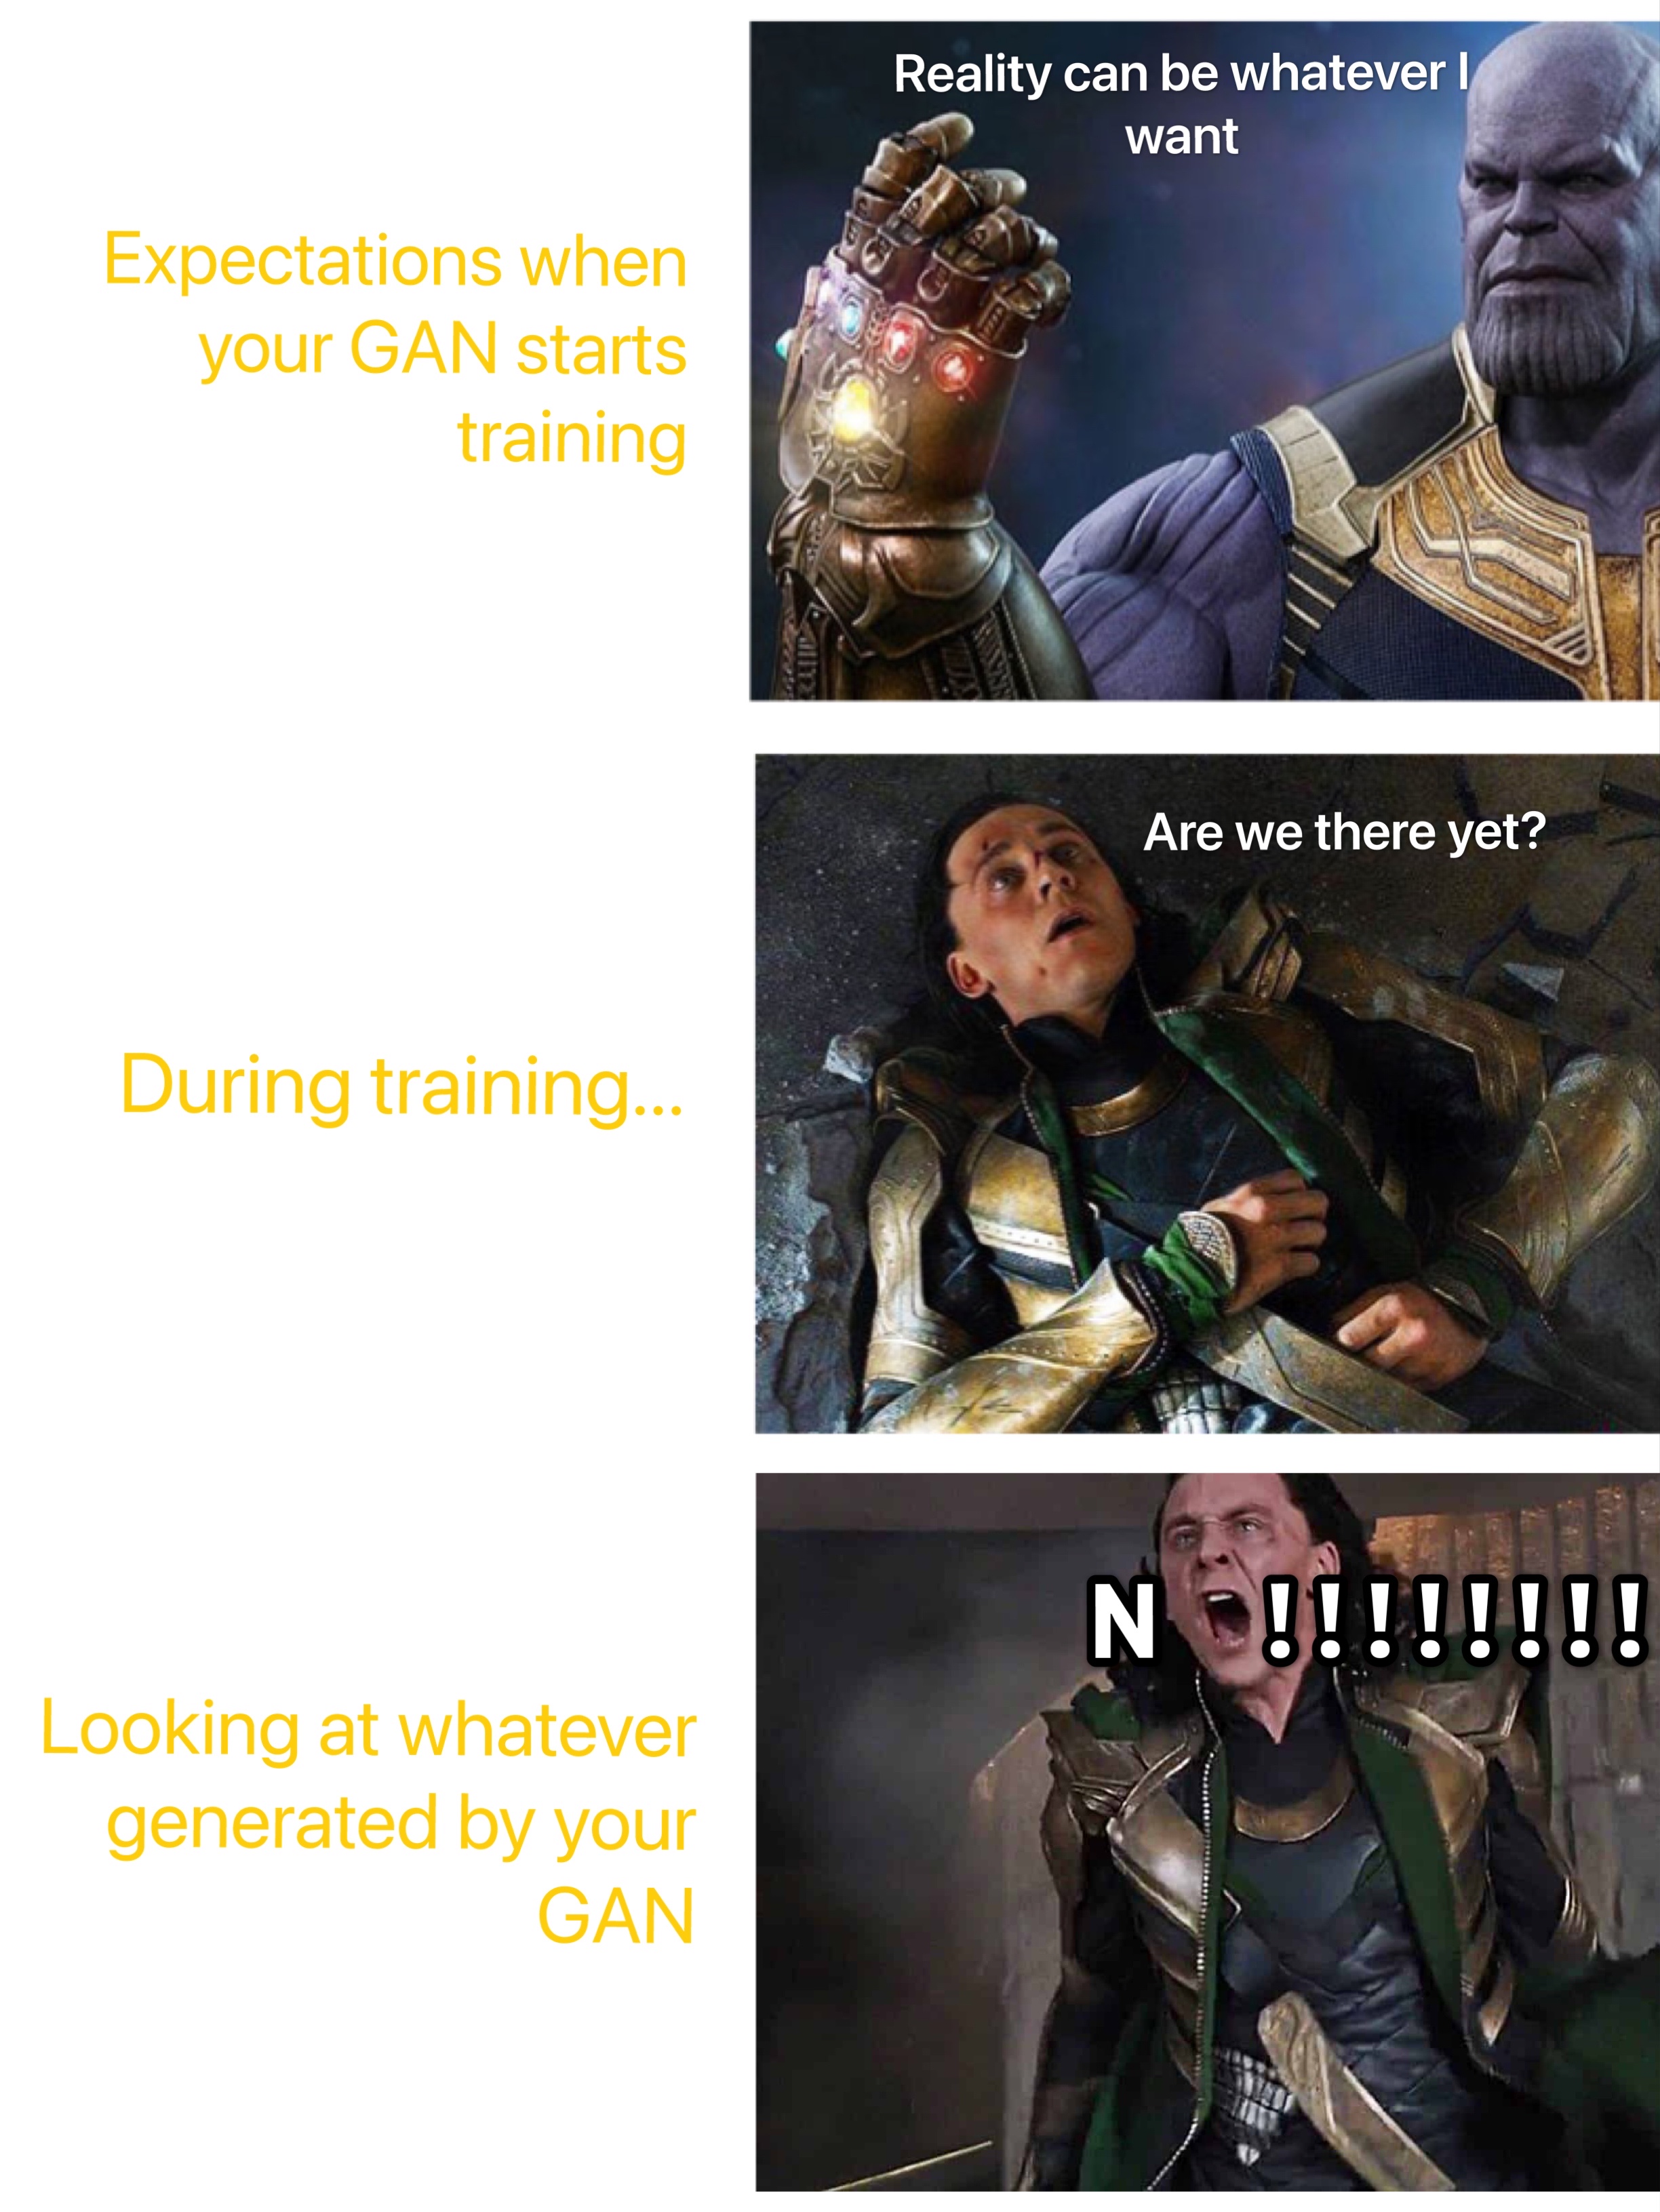 Reality can be whatever I
want
Expectations when
your GAN starts
training
Are we there yet?
During training...
N !!!!!!!!
Looking at whatever
generated by your
GAN